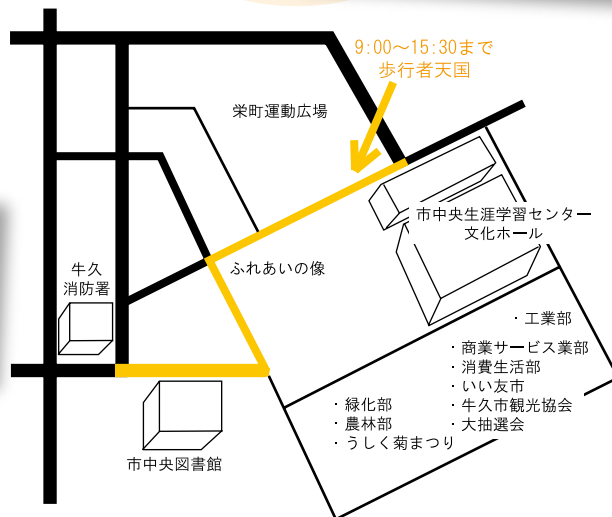 9:00～15:30まで
歩行者天国
栄町運動広場
市中央生涯学習センター
文化ホール
ふれあいの像
牛久
消防署
・工業部
・商業サービス業部
・消費生活部
・いい友市
・牛久市観光協会
・大抽選会
・緑化部
・農林部
・うしく菊まつり
市中央図書館